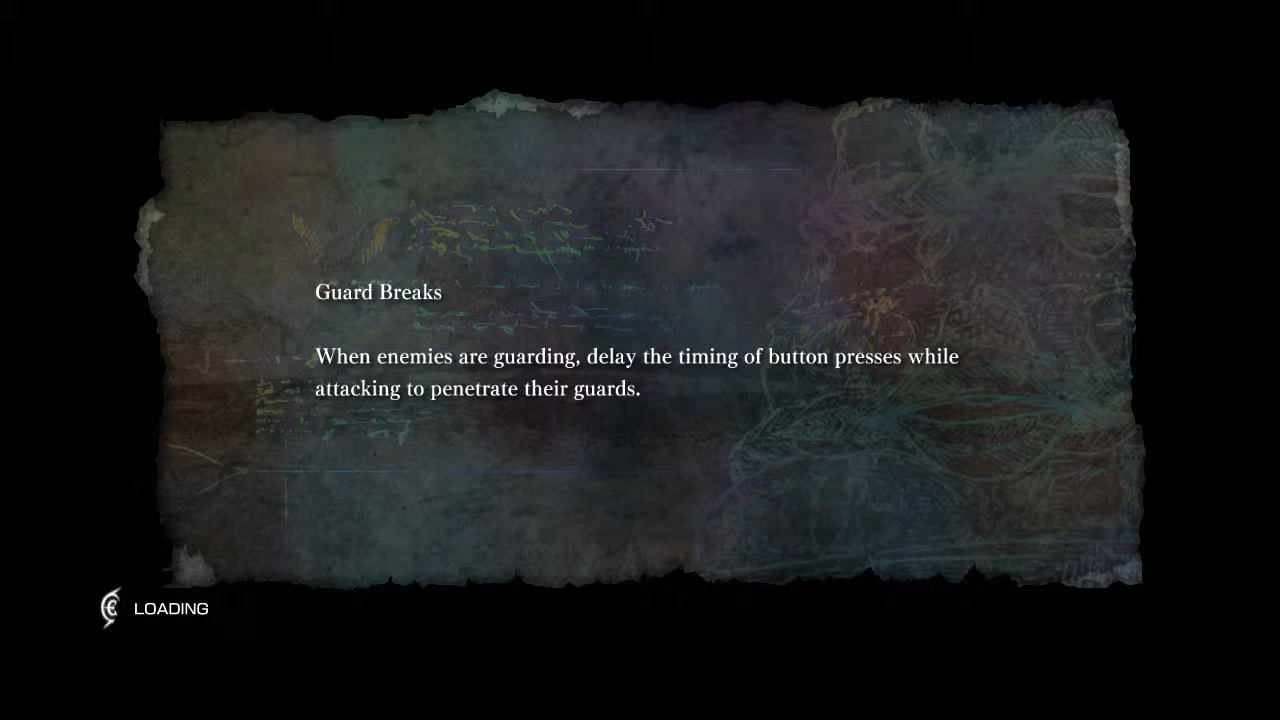 Guard Breaks
When enemies are guarding, delay the timing of button presses while
attacking to penetrate their guards.
LOADING